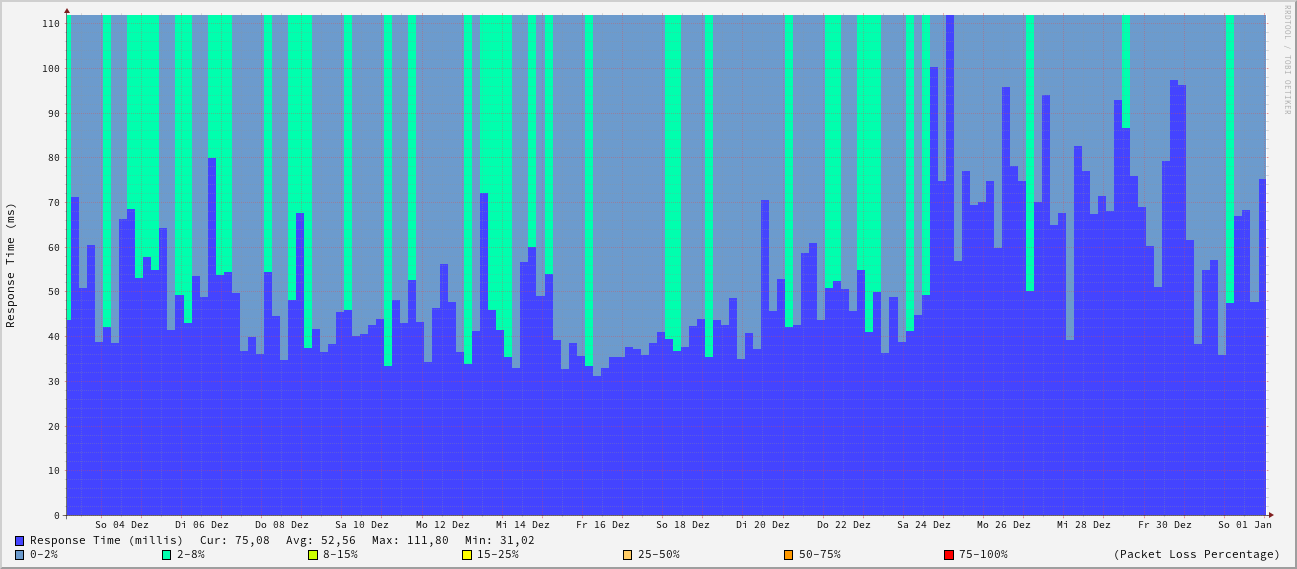 RRDTOOL / TOBI OETIKER
Response Time (ms)
110
100
90
80
70
60
50
40
30
20
10
0
So 04 Dez Di 06 Dez Do 08 Dez Sa 10 Dez Mo 12 Dez Mi 14 Dez Fr 16 Dez So 18 Dez Di 20 Dez Do 22 Dez Sa 24 Dez Mo 26 Dez Mi 28 Dez Fr 30 Dez So 01 Jan
Response Time (millis) Cur: 75,08 Avg: 52,56 Max: 111,80 Min: 31,02
0-2% 2-8% 8-15% 15-25% 25-50% 50-75% 75-100% (Packet Loss Percentage)